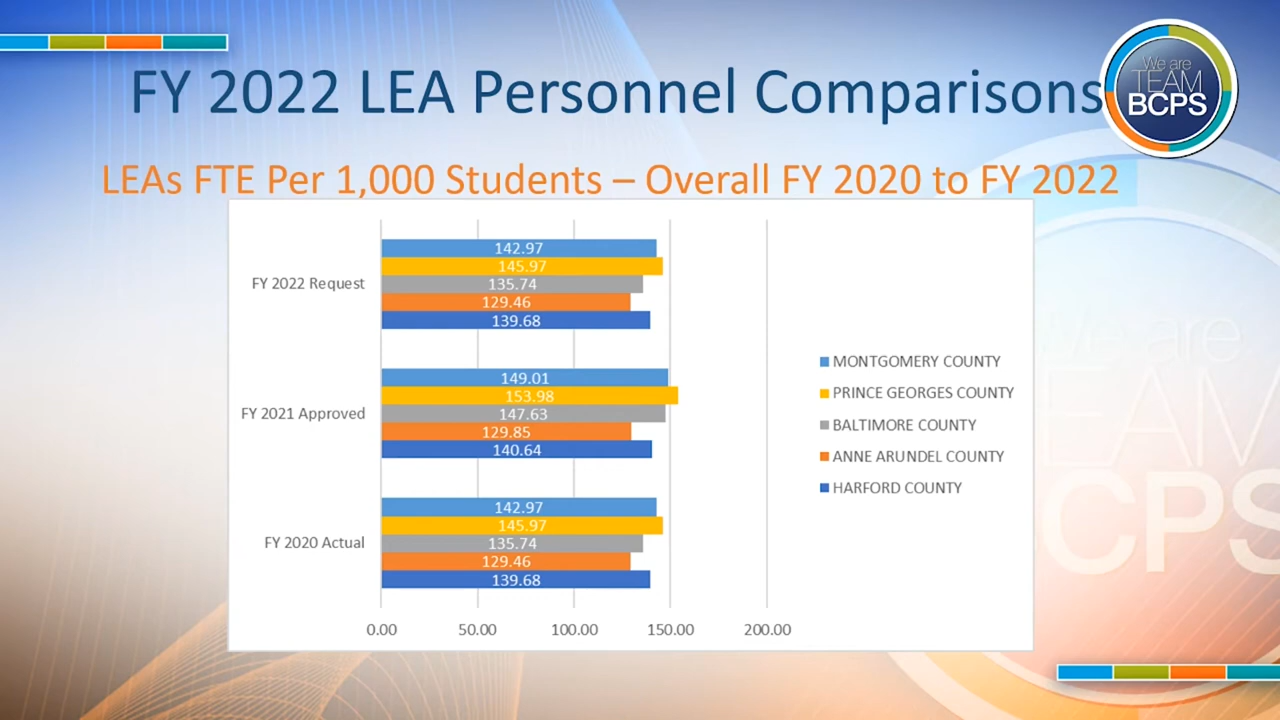 FY 2022 LEA Personnel Comparisons
We are
TEAM
BCPS
LEAs FTE Per 1,000 Students – Overall FY 2020 to FY 2022
FY 2022 Request
142.97
145.97
135.74
129.46
139.68
FY 2021 Approved
149.01
153.98
147.63
129.85
140.64
FY 2020 Actual
142.97
145.97
135.74
129.46
139.68
0.00 50.00 100.00 150.00 200.00
MONTGOMERY COUNTY
PRINCE GEORGES COUNTY
BALTIMORE COUNTY
ANNE ARUNDEL COUNTY
HARFORD COUNTY
We are
TEAM
BCPS